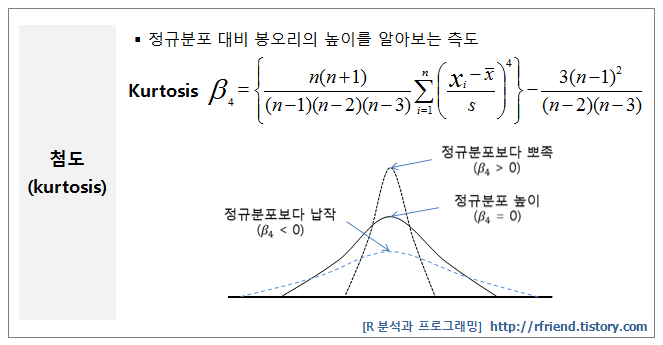 ▪ 정규분포 대비 봉오리의 높이를 알아보는 측도
Kurtosis β₄ = { n(n+1) / (n−1)(n−2)(n−3) ∑ⁿᵢ₌₁ ( (xᵢ − x̄) / s )⁴ } − 3(n−1)² / (n−2)(n−3)
첨도
(kurtosis)
정규분포보다 뾰족
(β₄ > 0)
정규분포 높이
(β₄ = 0)
정규분포보다 납작
(β₄ < 0)
[R 분석과 프로그래밍] http://rfriend.tistory.com